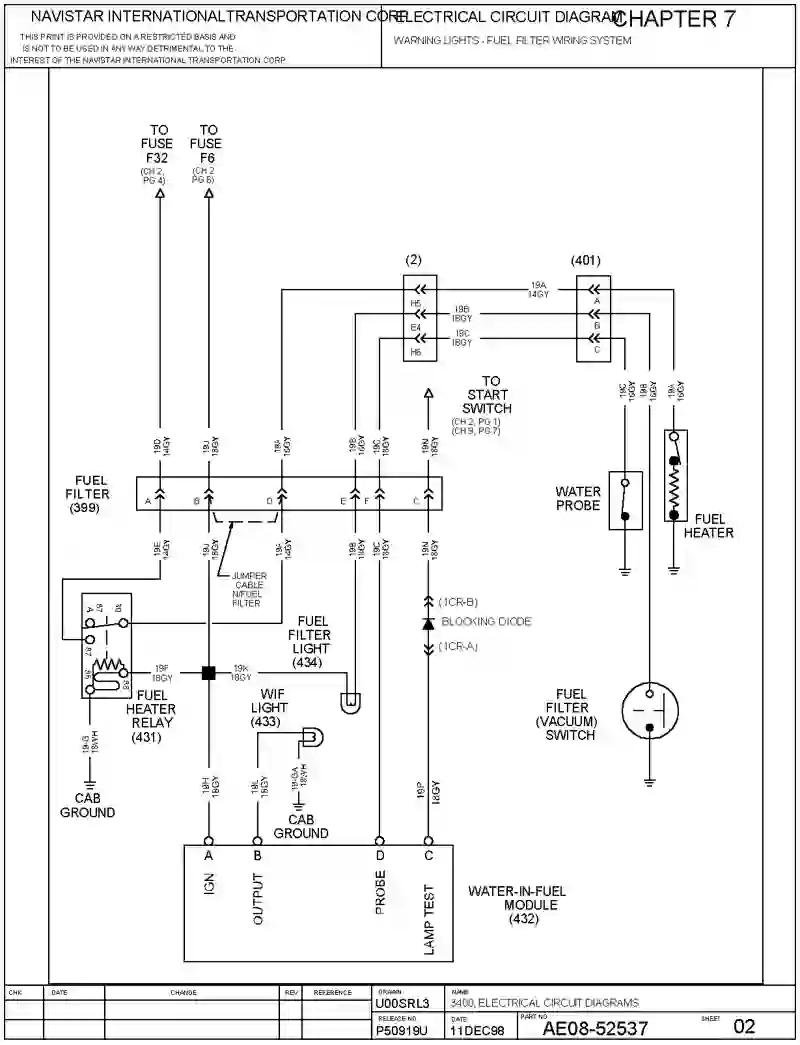 NAVISTAR INTERNATIONAL TRANSPORTATION CORP.
THIS PRINT IS PROVIDED ON A RESTRICTED BASIS AND
IS NOT TO BE USED IN ANY WAY DETRIMENTAL TO THE
INTEREST OF THE NAVISTAR INTERNATIONAL TRANSPORTATION CORP.
ELECTRICAL CIRCUIT DIAGRAM
CHAPTER 7
WARNING LIGHTS - FUEL FILTER WIRING SYSTEM
TO
FUSE
F32
(CH 2,
PG 4)
TO
FUSE
F6
(CH 2
PG 6)
(2)
(401)
H5
E4
H6
19A
14GY
19B
18GY
19C
18GY
A
B
C
TO
START
SWITCH
(CH 2, PG 1)
(CH 9, PG 7)
19C
18GY
19B
18GY
19A
FUEL
FILTER
(399)
19D
19J
18GY
19A
19B
19C
18GY
19N
18GY
A
B
D
E
F
C
WATER
PROBE
FUEL
HEATER
19E
14GY
19J
18GY
19A
14GY
19B
18GY
19C
18GY
19N
18GY
JUMPER
CABLE
N/FUEL
FILTER
(1CR-B)
BLOCKING DIODE
(1CR-A)
87
A
30
87
86
85
FUEL
HEATER
RELAY
(431)
19F
18GY
19K
18GY
FUEL
FILTER
LIGHT
(434)
WIF
LIGHT
(433)
FUEL
FILTER
(VACUUM)
SWITCH
19-G
18WH
CAB
GROUND
19H
18GY
19L
18GY
19-GA
18WH
CAB
GROUND
19P
18GY
A
B
D
C
IGN
OUTPUT
PROBE
LAMP TEST
WATER-IN-FUEL
MODULE
(432)
CHK
DATE
CHANGE
REV
REFERENCE
DRAWN
U00SRL3
NAME
3400, ELECTRICAL CIRCUIT DIAGRAMS
RELEASE NO.
P50919U
DATE
11DEC98
PART NO.
AE08-52537
SHEET
02